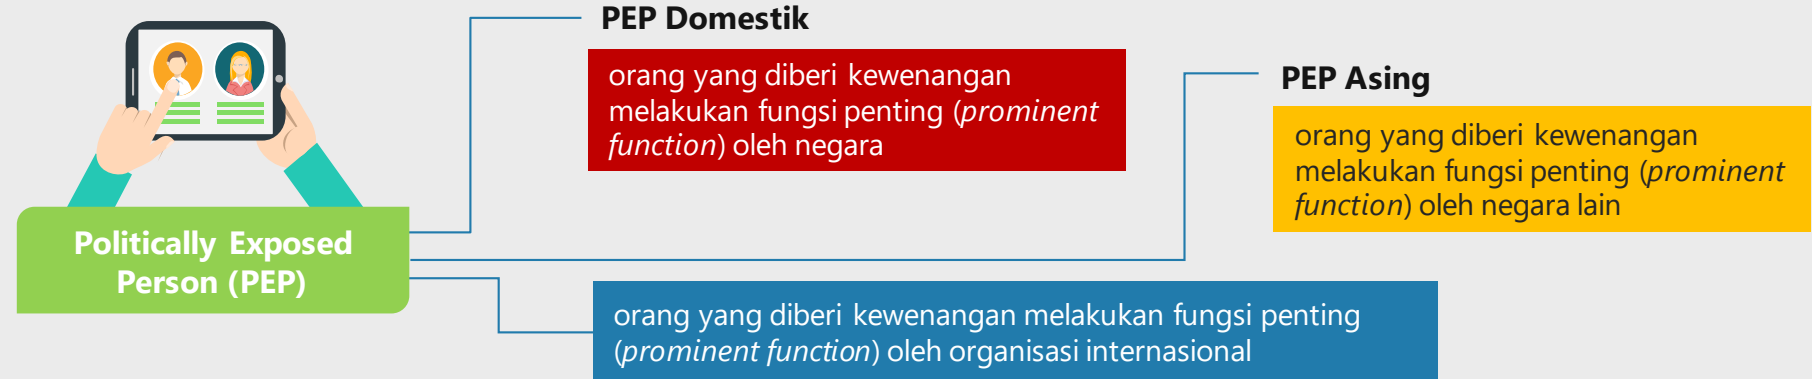 Politically Exposed
Person (PEP)
PEP Domestik
orang yang diberi kewenangan
melakukan fungsi penting (prominent
function) oleh negara
PEP Asing
orang yang diberi kewenangan
melakukan fungsi penting (prominent
function) oleh negara lain
orang yang diberi kewenangan melakukan fungsi penting
(prominent function) oleh organisasi internasional